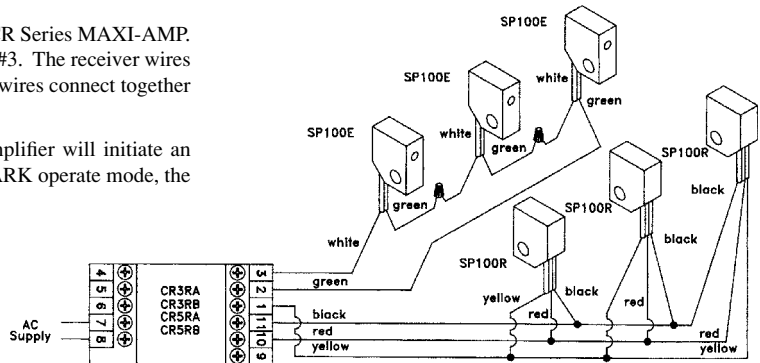 CR Series MAXI-AMP.
#3. The receiver wires
wires connect together
plifier will initiate an
ARK operate mode, the
SP100E
SP100E
SP100E
white
green
white
green
green
white
green
SP100R
SP100R
SP100R
black
black
black
yellow
red
red
4
5
6
7
8
CR3RA
CR3RB
CR5RA
CR5RB
3
2
1
11
10
9
AC
Supply
black
red
yellow
red
yellow